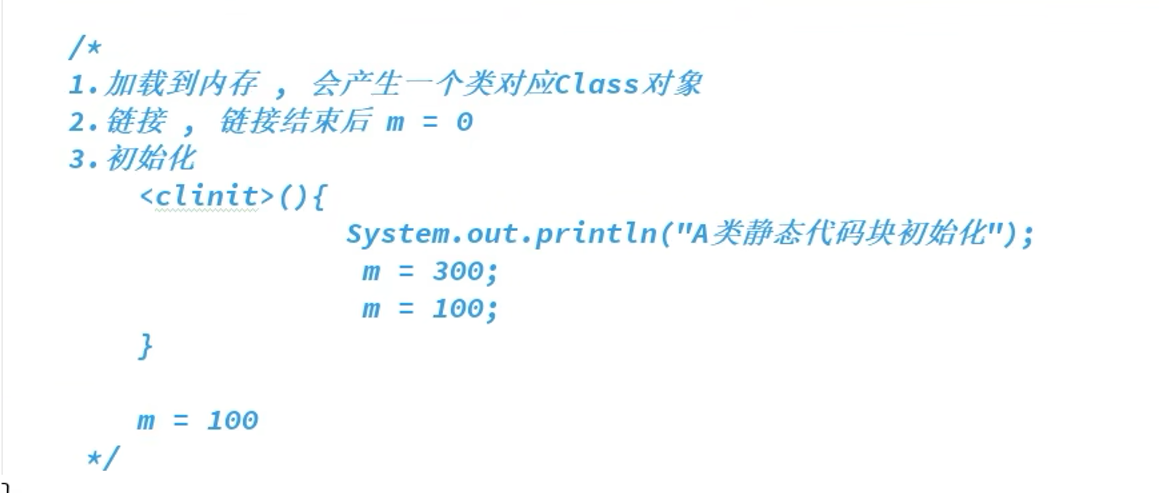 /*
1.加载到内存 , 会产生一个类对应Class对象
2.链接 , 链接结束后 m = 0
3.初始化
<clinit>(){
System.out.println("A类静态代码块初始化");
m = 300;
m = 100;
}
m = 100
*/
}